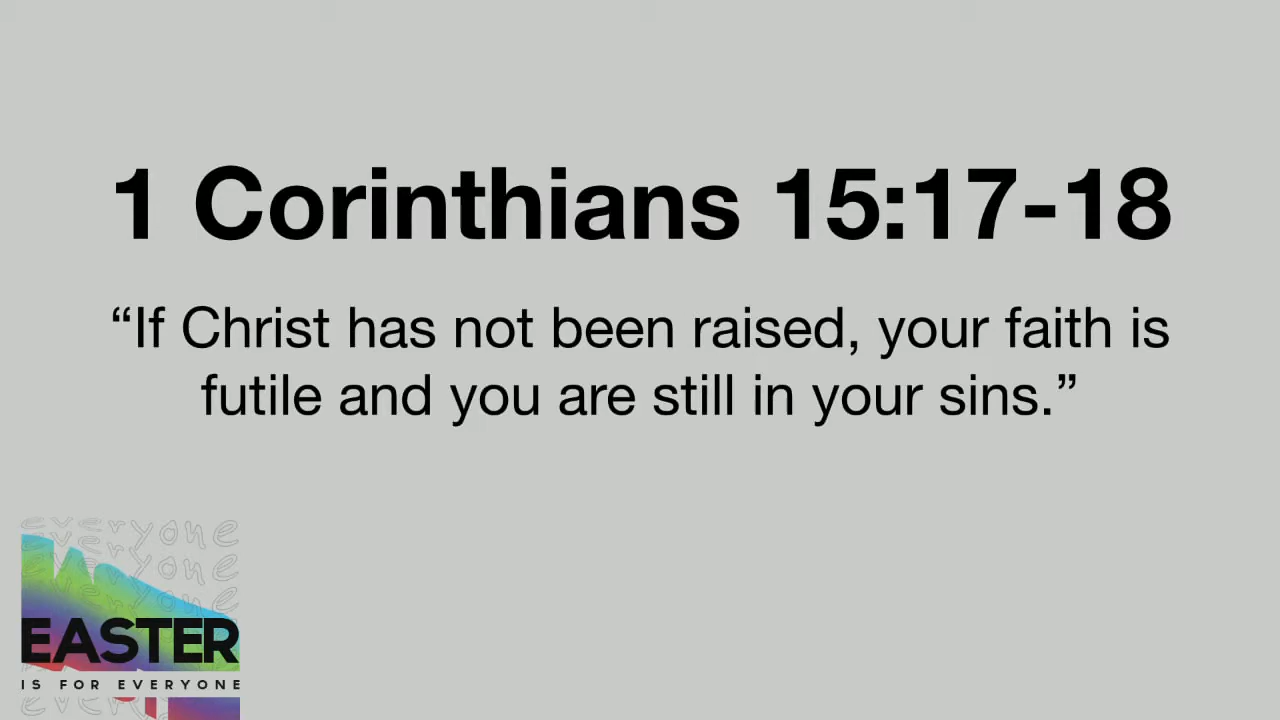 1 Corinthians 15:17-18
“If Christ has not been raised, your faith is
futile and you are still in your sins.”
everyone
everyone
everyone
everyone
EASTER
IS FOR EVERYONE